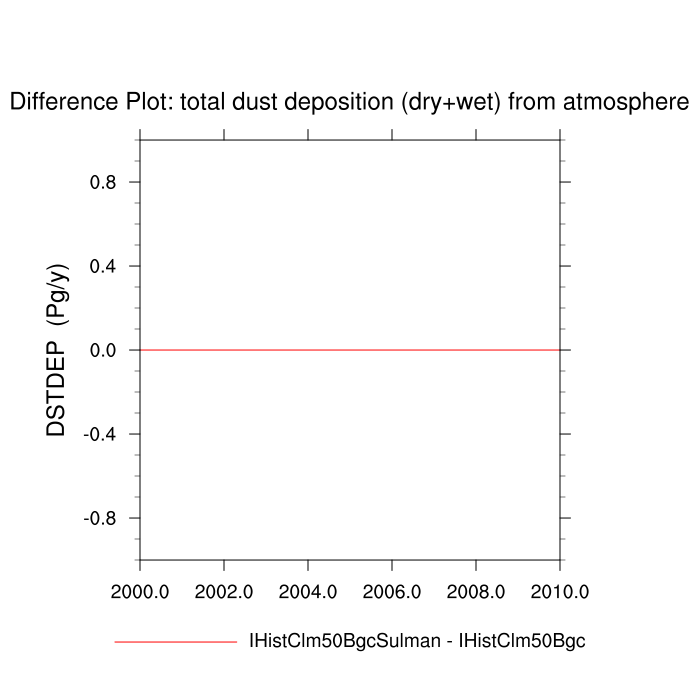 Difference Plot: total dust deposition (dry+wet) from atmosphere
DSTDEP (Pg/y)
0.8
0.4
0.0
-0.4
-0.8
2000.0 2002.0 2004.0 2006.0 2008.0 2010.0
IHistClm50BgcSulman - IHistClm50Bgc